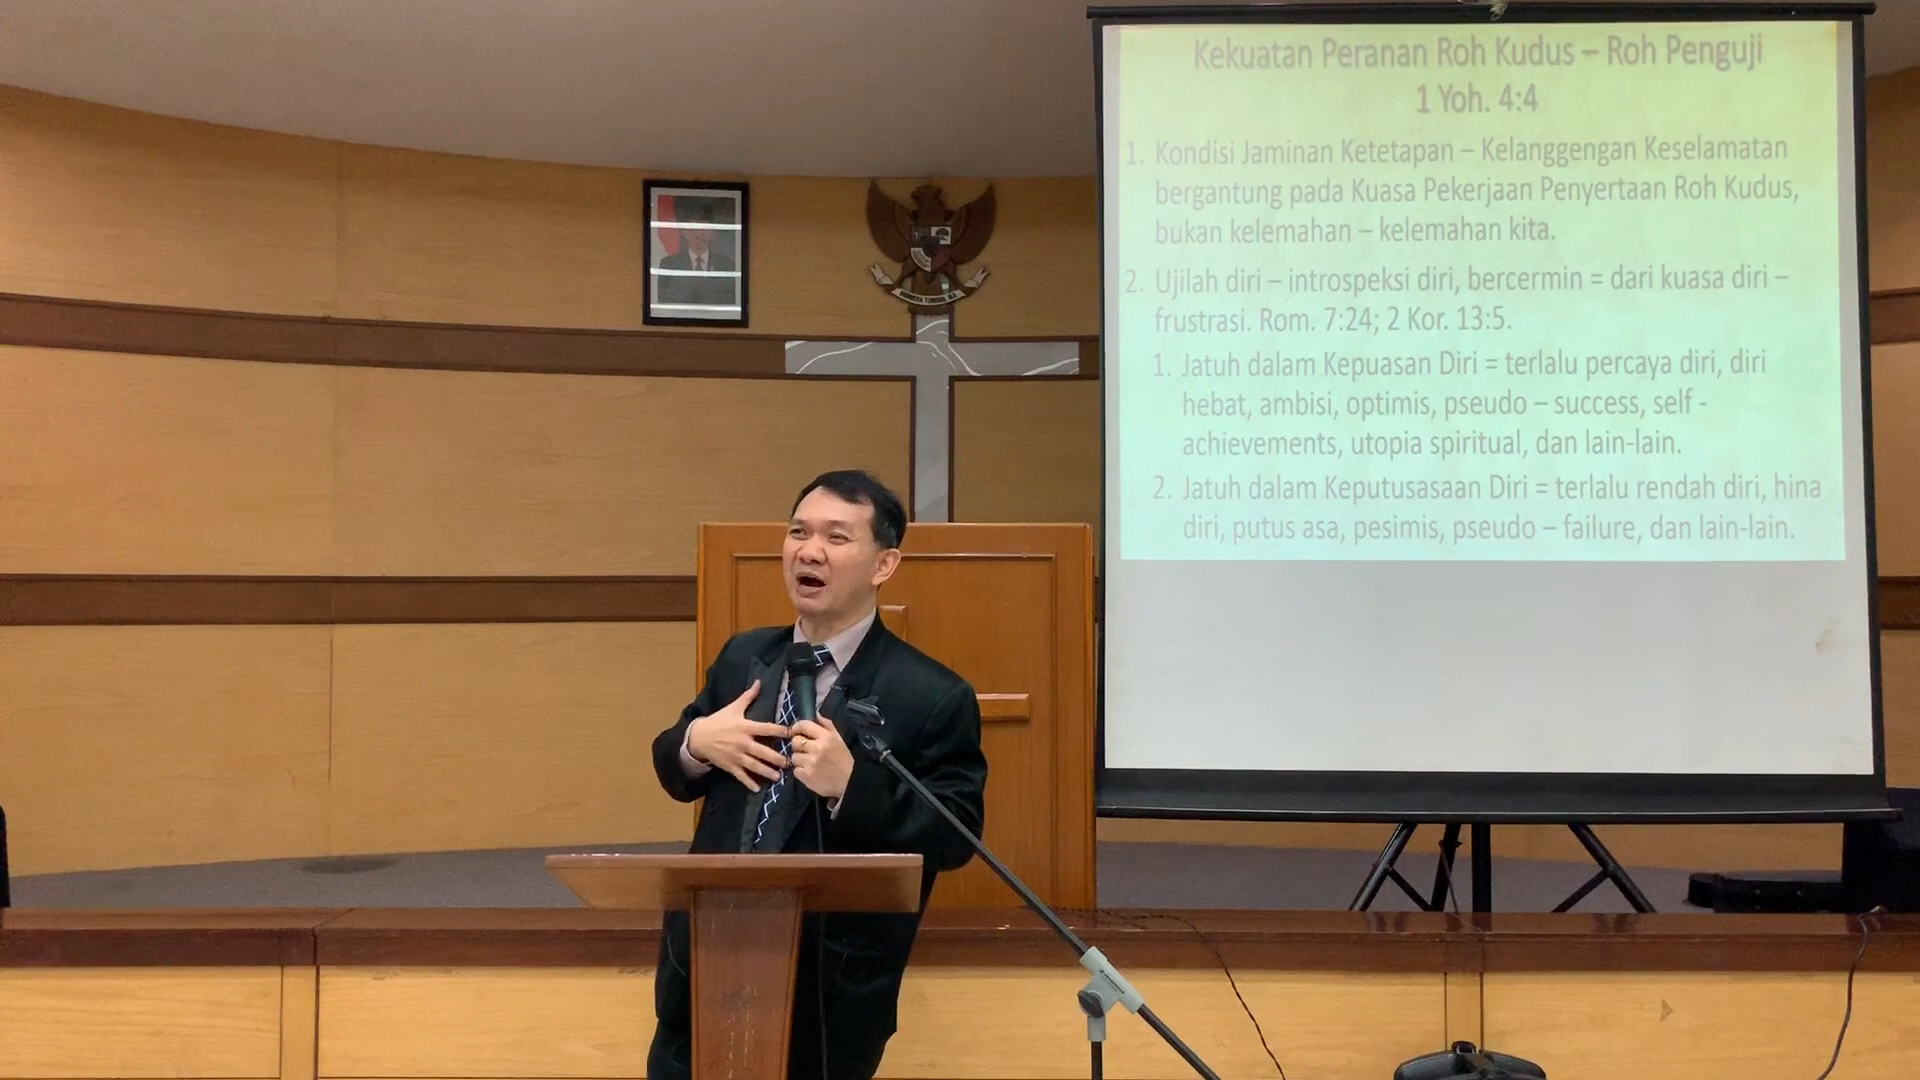 Kekuatan Peranan Roh Kudus – Roh Penguji
1 Yoh. 4:4
1. Kondisi Jaminan Ketetapan – Kelanggengan Keselamatan
bergantung pada Kuasa Pekerjaan Penyertaan Roh Kudus,
bukan kelemahan – kelemahan kita.
2. Ujilah diri – introspeksi diri, bercermin = dari kuasa diri –
frustrasi. Rom. 7:24; 2 Kor. 13:5.
1. Jatuh dalam Kepuasan Diri = terlalu percaya diri, diri
hebat, ambisi, optimis, pseudo – success, self -
achievements, utopia spiritual, dan lain-lain.
2. Jatuh dalam Keputusasaan Diri = terlalu rendah diri, hina
diri, putus asa, pesimis, pseudo – failure, dan lain-lain.